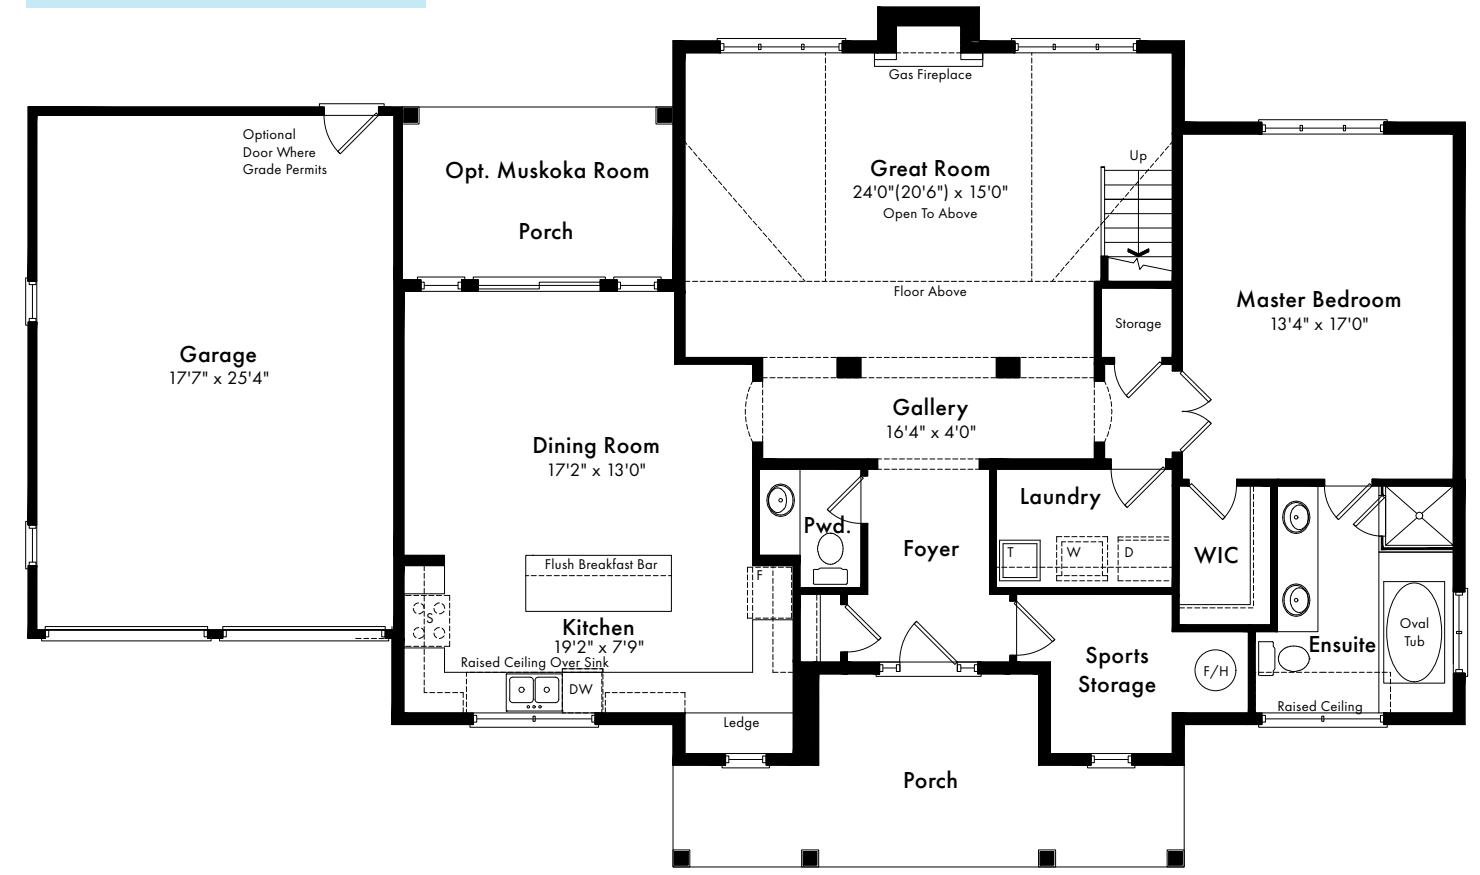 Gas Fireplace
Optional
Door Where
Grade Permits
Opt. Muskoka Room
Porch
Great Room
24'0"(20'6") x 15'0"
Open To Above
Up
Floor Above
Storage
Master Bedroom
13'4" x 17'0"
Garage
17'7" x 25'4"
Gallery
16'4" x 4'0"
Dining Room
17'2" x 13'0"
Pwd.
Foyer
Laundry
T
W
D
WIC
Flush Breakfast Bar
F
S
Kitchen
19'2" x 7'9"
Raised Ceiling Over Sink
DW
Ledge
Sports
Storage
F/H
Ensuite
Oval
Tub
Raised Ceiling
Porch